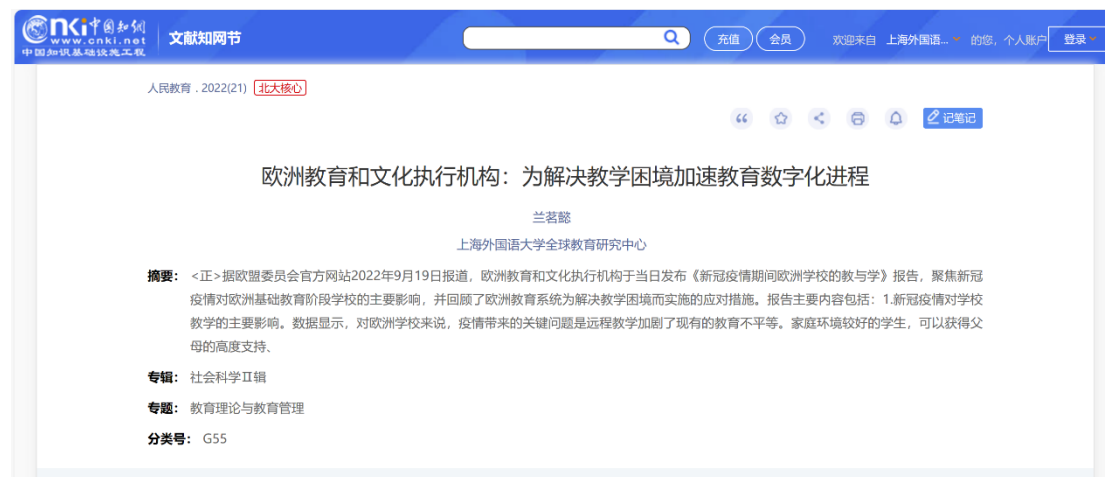 cnki中国知网
www.cnki.net
中国知识基础设施工程
文献知网节
充值
会员
欢迎来自 上海外国语... 的您，个人账户
登录
人民教育 . 2022(21) 北大核心
记笔记
欧洲教育和文化执行机构：为解决教学困境加速教育数字化进程
兰茗懿
上海外国语大学全球教育研究中心
摘要： <正>据欧盟委员会官方网站2022年9月19日报道，欧洲教育和文化执行机构于当日发布《新冠疫情期间欧洲学校的教与学》报告，聚焦新冠
疫情对欧洲基础教育阶段学校的主要影响，并回顾了欧洲教育系统为解决教学困境而实施的应对措施。报告主要内容包括：1.新冠疫情对学校
教学的主要影响。数据显示，对欧洲学校来说，疫情带来的关键问题是远程教学加剧了现有的教育不平等。家庭环境较好的学生，可以获得父
母的高度支持、
专辑： 社会科学Ⅱ辑
专题： 教育理论与教育管理
分类号： G55